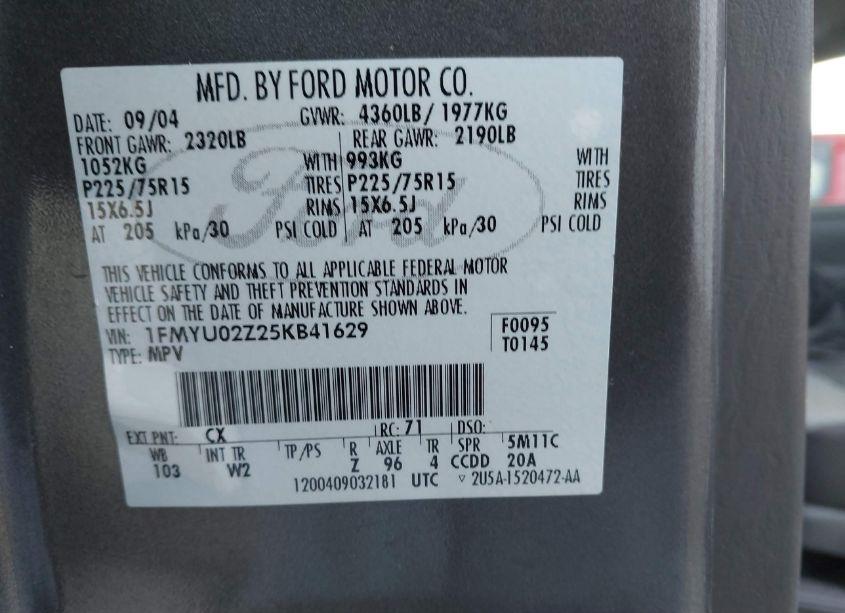 MFD. BY FORD MOTOR CO.
DATE: 09/04 GVWR: 4360LB/ 1977KG
FRONT GAWR: 2320LB REAR GAWR: 2190LB
1052KG WITH 993KG WITH
P225/75R15 TIRES P225/75R15 TIRES
15X6.5J RIMS 15X6.5J RIMS
AT 205 kPa/30 PSI COLD AT 205 kPa/30 PSI COLD
Ford
THIS VEHICLE CONFORMS TO ALL APPLICABLE FEDERAL MOTOR
VEHICLE SAFETY AND THEFT PREVENTION STANDARDS IN
EFFECT ON THE DATE OF MANUFACTURE SHOWN ABOVE.
VIN: 1FMYU02Z25KB41629 F0095
TYPE: MPV T0145
EXT PNT: CX RC: 71 DSO:
WB INT TR TP/PS R AXLE TR SPR 5M11C
103 W2 Z 96 4 CCDD 20A
1200409032181 UTC ▽ 2U5A-1520472-AA